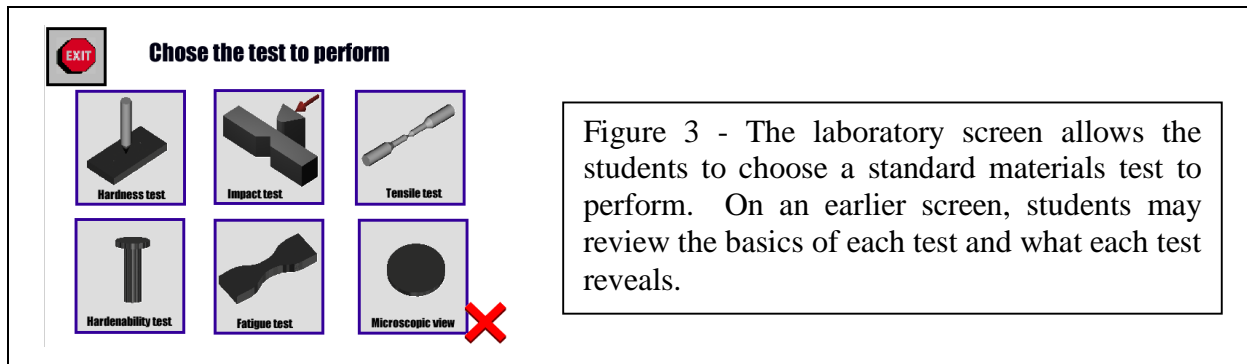 EXIT
Chose the test to perform
Hardness test
Impact test
Tensile test
Hardenability test
Fatigue test
Microscopic view
Figure 3 - The laboratory screen allows the
students to choose a standard materials test to
perform. On an earlier screen, students may
review the basics of each test and what each test
reveals.